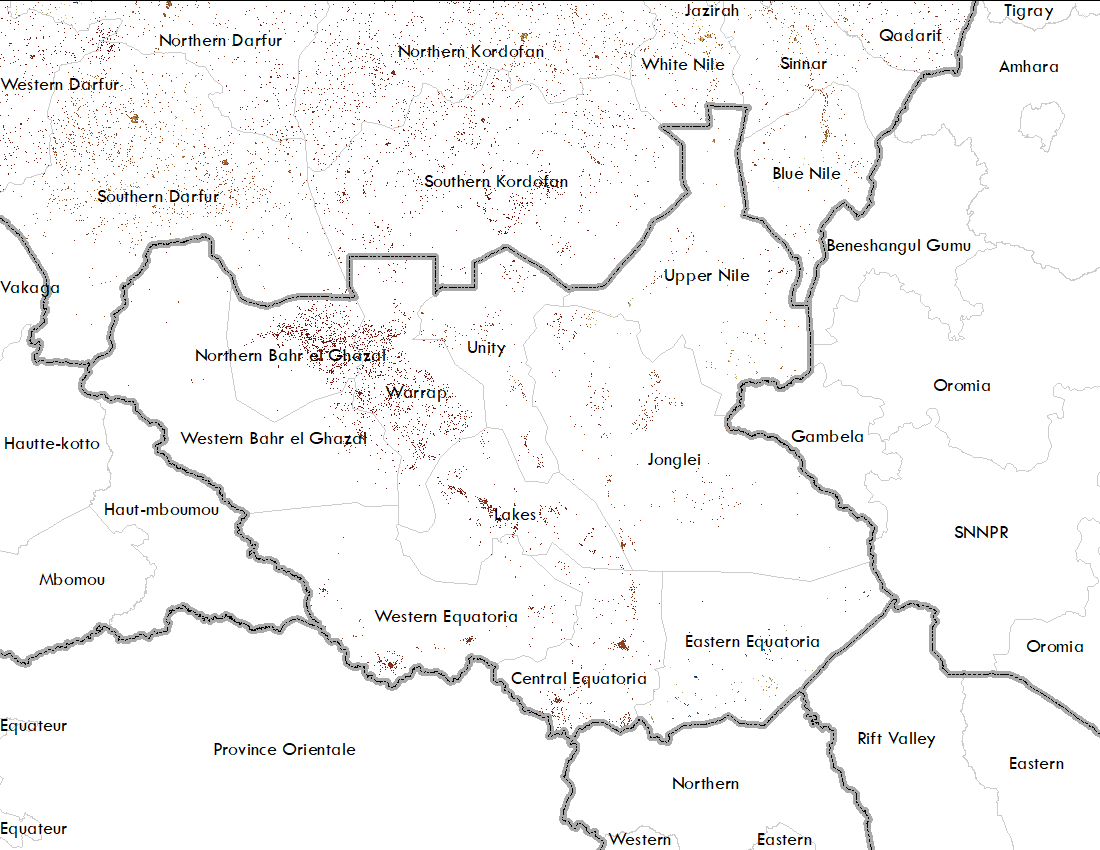 Jazirah
Tigray
Northern Darfur
Qadarif
Northern Kordofan
White Nile
Sinnar
Amhara
Western Darfur
Blue Nile
Southern Kordofan
Southern Darfur
Beneshangul Gumu
Upper Nile
Vakaga
Unity
Northern Bahr el Ghazal
Oromia
Warrap
Gambela
Western Bahr el Ghazal
Hautte-kotto
Jonglei
Haut-mboumou
Lakes
SNNPR
Mbomou
Western Equatoria
Eastern Equatoria
Oromia
Central Equatoria
Equateur
Rift Valley
Province Orientale
Eastern
Northern
Equateur
Western
Eastern